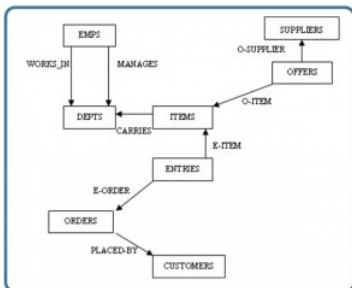 SUPPLIERS
EMPS
O-SUPPLIER
WORKS_IN MANAGES
OFFERS
O-ITEM
DEPTS ITEMS
CARRIES
E-ITEM
ENTRIES
E-ORDER
ORDERS
PLACED-BY
CUSTOMERS